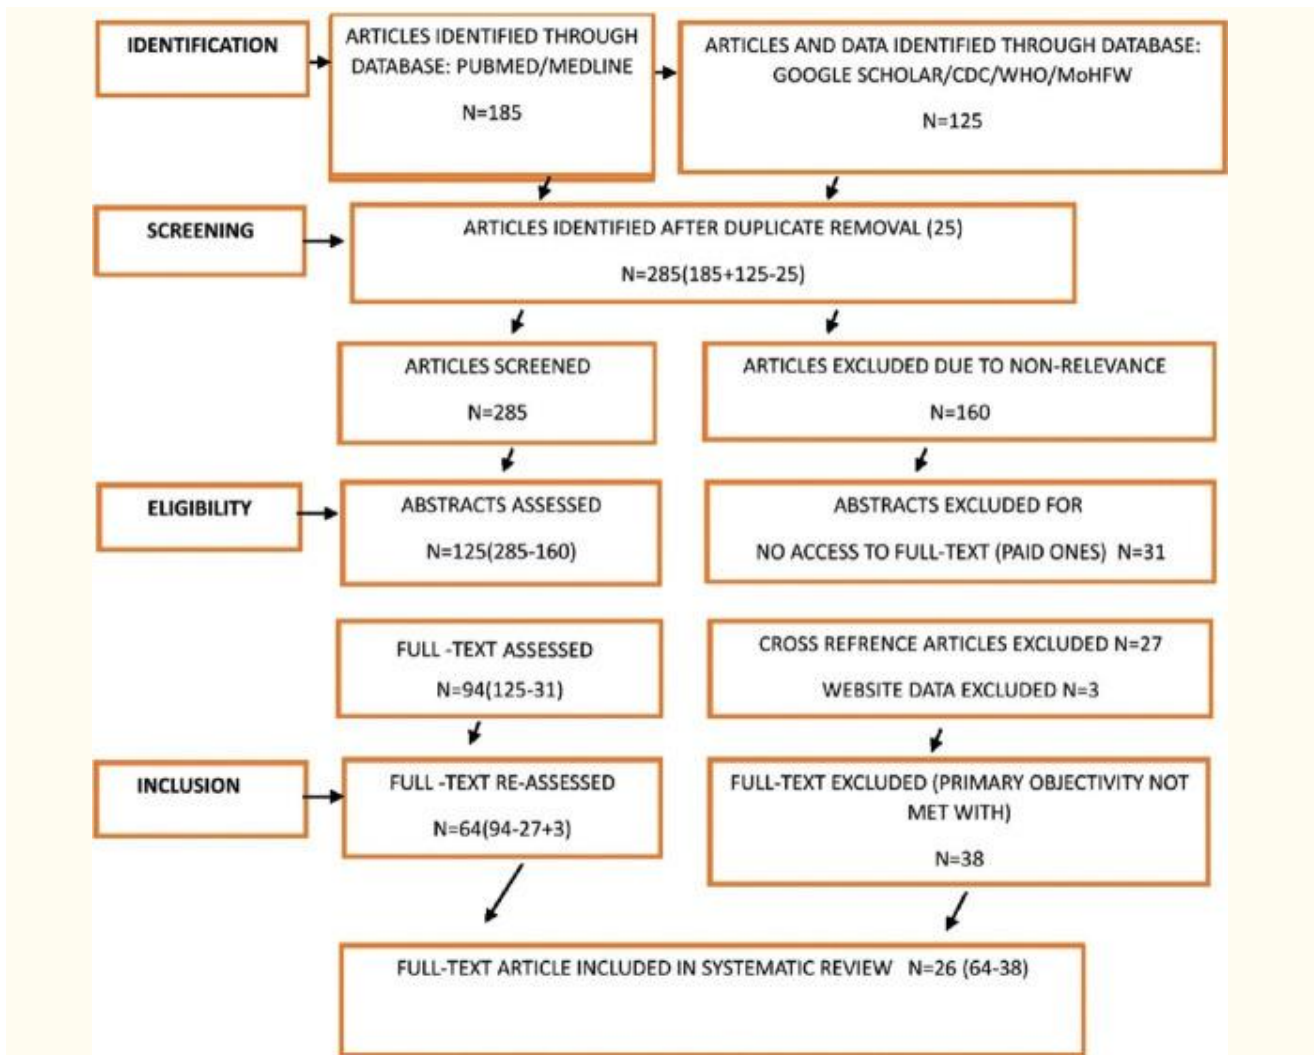 IDENTIFICATION
ARTICLES IDENTIFIED THROUGH
DATABASE: PUBMED/MEDLINE
N=185
ARTICLES AND DATA IDENTIFIED THROUGH DATABASE:
GOOGLE SCHOLAR/CDC/WHO/MoHFW
N=125
SCREENING
ARTICLES IDENTIFIED AFTER DUPLICATE REMOVAL (25)
N=285(185+125-25)
ARTICLES SCREENED
N=285
ARTICLES EXCLUDED DUE TO NON-RELEVANCE
N=160
ELIGIBILITY
ABSTRACTS ASSESSED
N=125(285-160)
ABSTRACTS EXCLUDED FOR
NO ACCESS TO FULL-TEXT (PAID ONES) N=31
FULL -TEXT ASSESSED
N=94(125-31)
CROSS REFRENCE ARTICLES EXCLUDED N=27
WEBSITE DATA EXCLUDED N=3
INCLUSION
FULL -TEXT RE-ASSESSED
N=64(94-27+3)
FULL-TEXT EXCLUDED (PRIMARY OBJECTIVITY NOT
MET WITH)
N=38
FULL-TEXT ARTICLE INCLUDED IN SYSTEMATIC REVIEW N=26 (64-38)